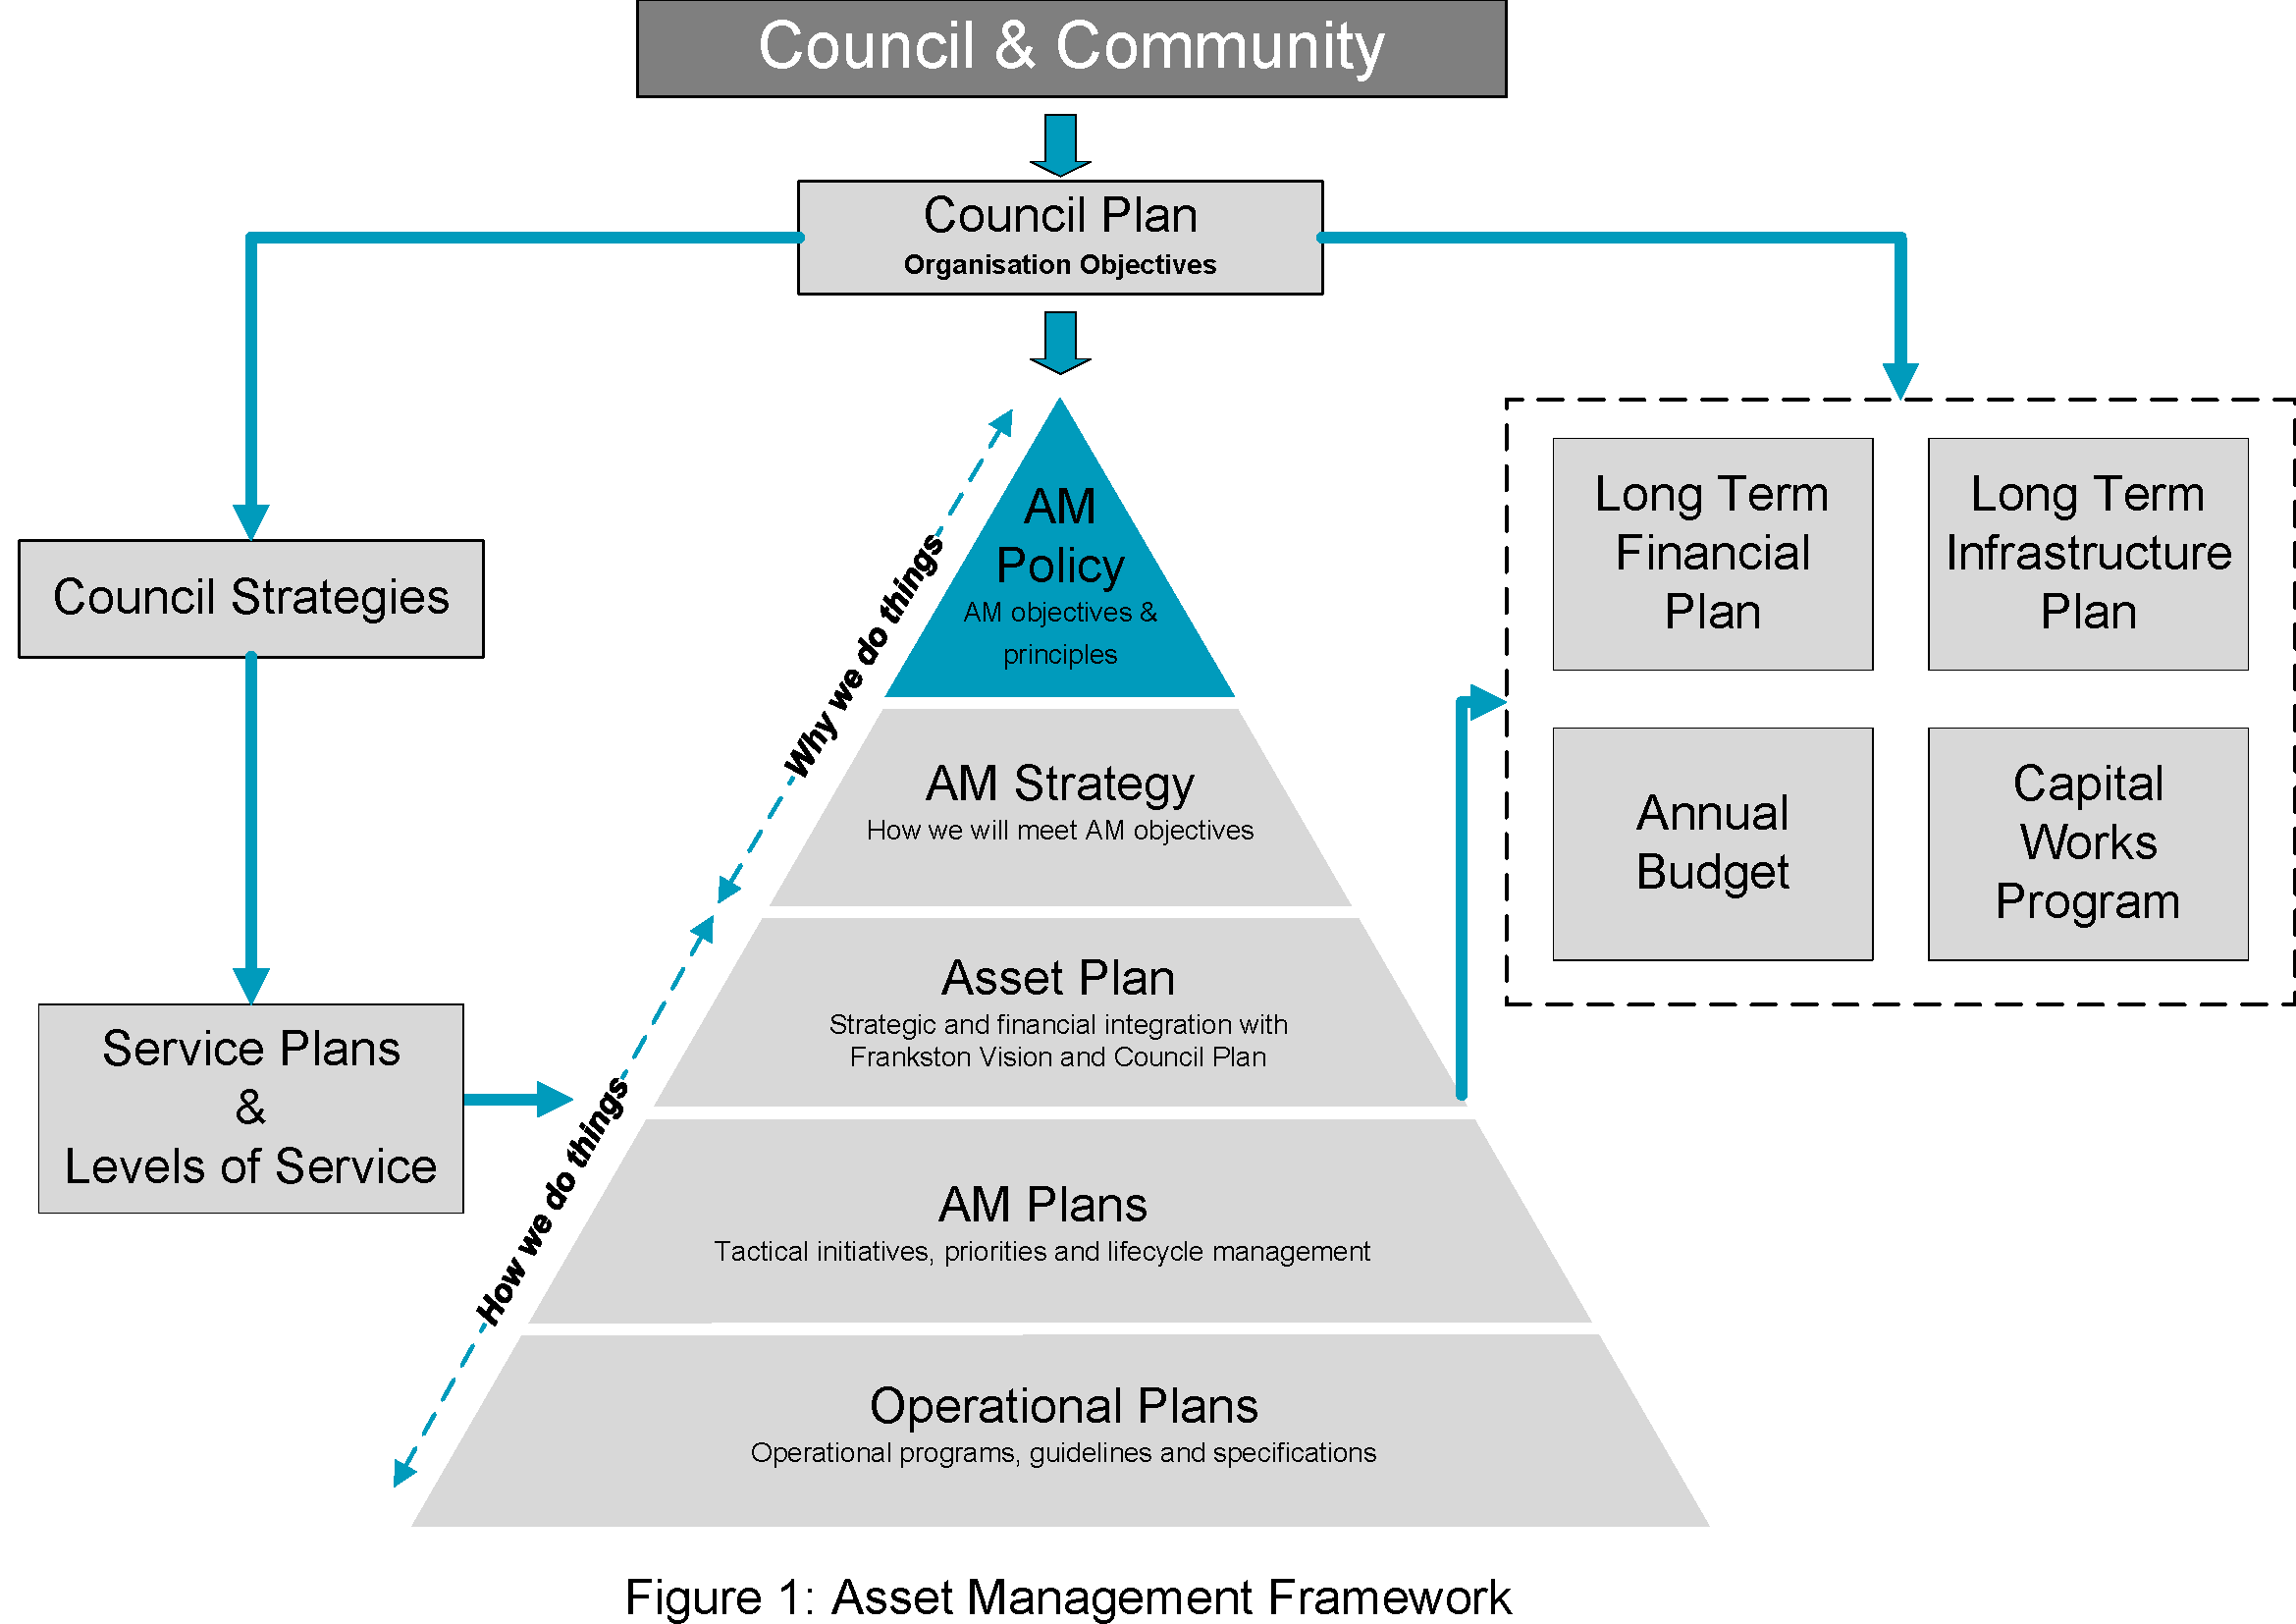 Council & Community
Council Plan
Organisation Objectives
Council Strategies
Service Plans
&
Levels of Service
Why we do things
How we do things
AM
Policy
AM objectives &
principles
AM Strategy
How we will meet AM objectives
Asset Plan
Strategic and financial integration with
Frankston Vision and Council Plan
AM Plans
Tactical initiatives, priorities and lifecycle management
Operational Plans
Operational programs, guidelines and specifications
Long Term
Financial
Plan
Long Term
Infrastructure
Plan
Annual
Budget
Capital
Works
Program
Figure 1: Asset Management Framework